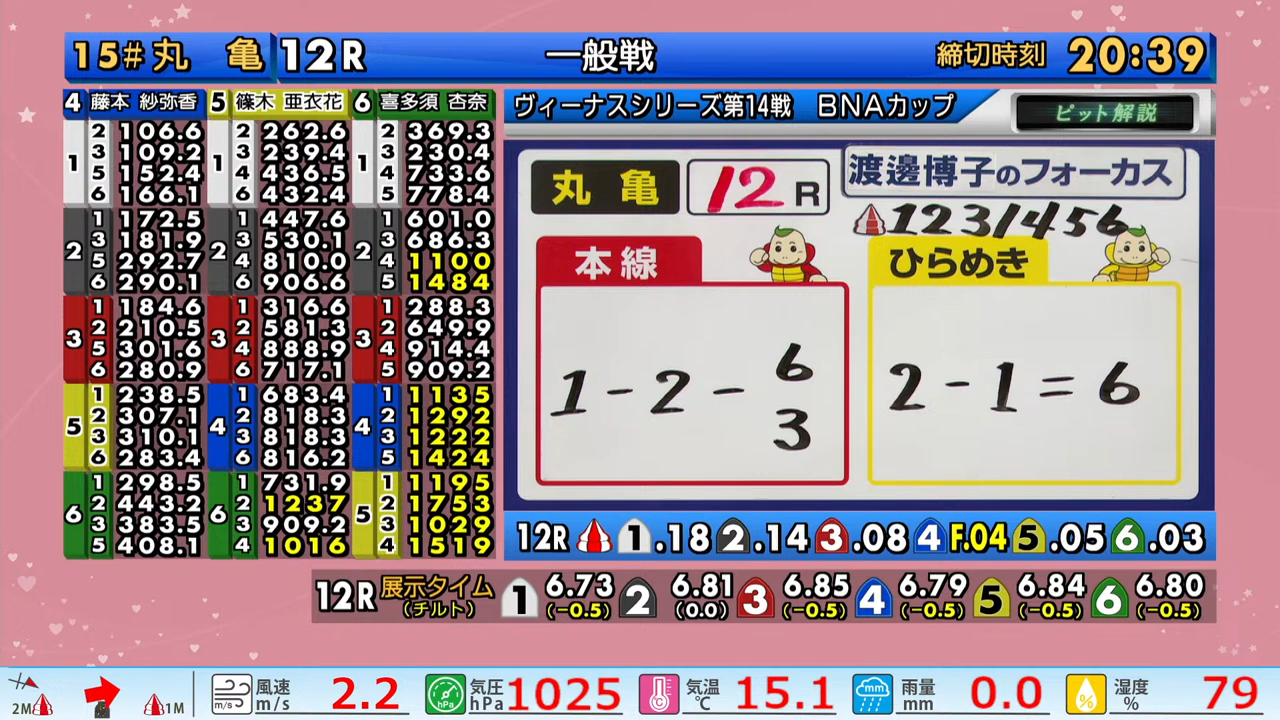 15# 丸 亀 12R 一般戦 締切時刻 20:39
4 藤本 紗弥香 5 篠木 亜衣花 6 喜多須 杏奈
ヴィーナスシリーズ第14戦 BNAカップ ピット解説
1 2 106.6 1 2 262.6 1 2 369.3
3 109.2 3 239.4 3 230.4
5 152.4 4 436.5 4 733.6
6 166.1 6 432.4 5 778.4
2 1 172.5 2 1 447.6 2 1 601.0
3 181.9 3 530.1 3 686.3
5 292.7 4 810.0 4 1100
6 290.1 6 906.6 5 1484
3 1 184.6 3 1 316.6 3 1 288.3
2 210.5 2 581.3 2 649.9
5 301.6 4 888.9 4 914.4
6 280.9 6 717.1 5 909.2
5 1 238.5 4 1 683.4 4 1 1135
2 307.1 2 818.3 2 1292
3 310.1 3 818.3 3 1222
6 283.4 6 816.2 5 1424
6 1 298.5 6 1 731.9 5 1 1195
2 443.2 2 1237 2 1753
3 383.5 3 909.2 3 1029
5 408.1 4 1016 4 1519
丸 亀 12 R 渡邊博子のフォーカス
123/456
本線 ひらめき
1-2-6
3
2-1=6
12R 1 .18 2 .14 3 .08 4 F.04 5 .05 6 .03
12R 展示タイム 1 6.73 2 6.81 3 6.85 4 6.79 5 6.84 6 6.80
(チルト) (-0.5) (0.0) (-0.5) (-0.5) (-0.5) (-0.5)
2M 1M 風速 m/s 2.2 hPa 気圧 hPa 1025 ℃ 気温 ℃ 15.1 mm 雨量 mm 0.0 % 湿度 % 79